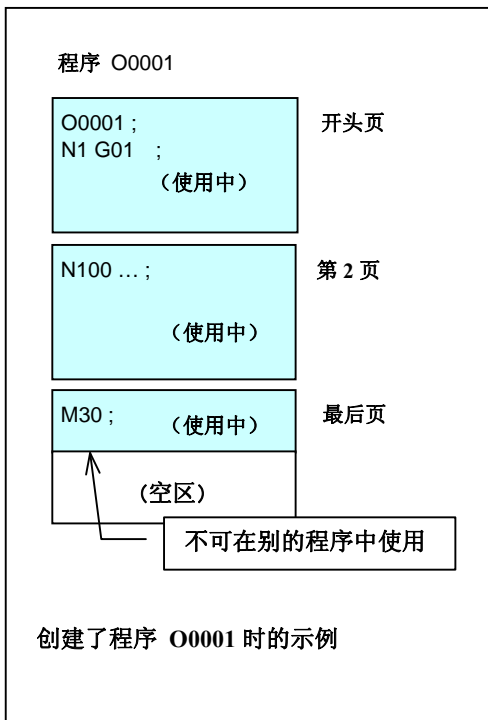 程序 O0001
O0001 ;
开头页
N1 G01 ;
（使用中）
N100 … ;
第 2 页
（使用中）
M30 ;
（使用中）
最后页
（空区）
不可在别的程序中使用
创建了程序 O0001 时的示例